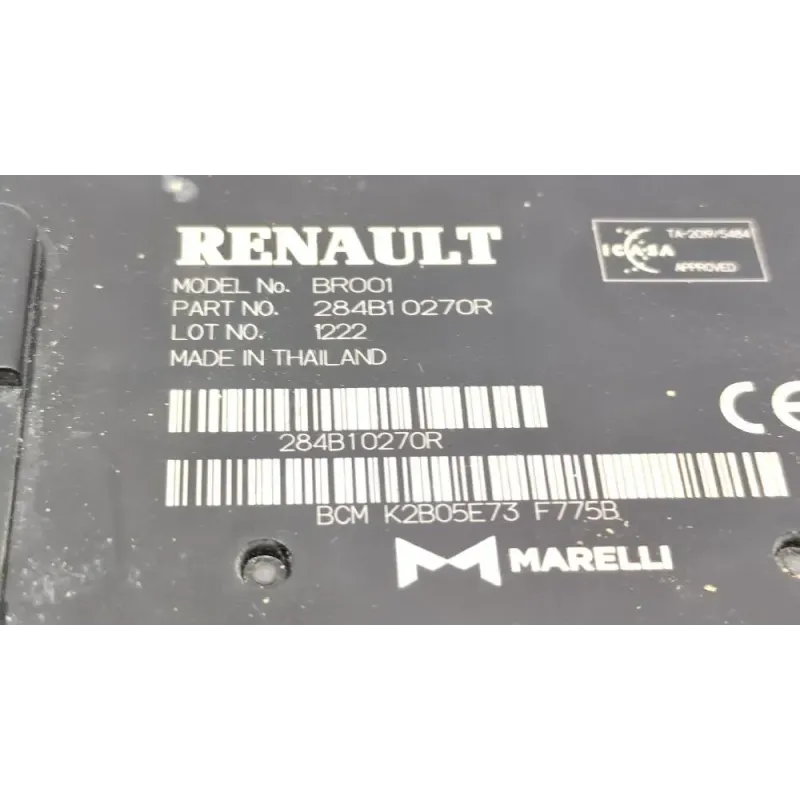 RENAULT
MODEL No. BR001
PART NO. 284B10270R
LOT NO. 1222
MADE IN THAILAND
TA-2019/5484
ICASA
APPROVED
284B10270R
CE
BCM K2B05E73 F775B
MARELLI